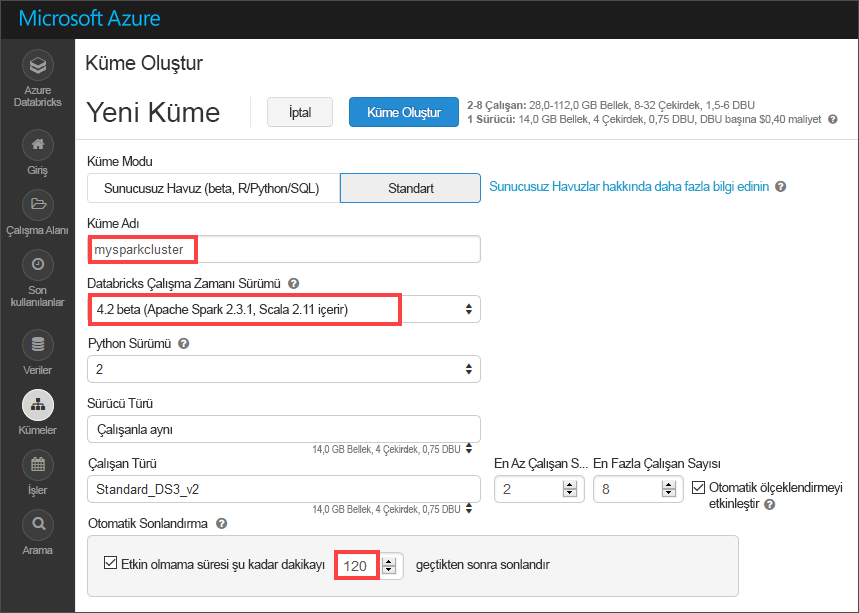 Microsoft Azure
Azure
Databricks
Giriş
Çalışma Alanı
Son
kullanılanlar
Veriler
Kümeler
İşler
Arama
Küme Oluştur
Yeni Küme
İptal
Küme Oluştur
2-8 Çalışan: 28,0-112,0 GB Bellek, 8-32 Çekirdek, 1,5-6 DBU
1 Sürücü: 14,0 GB Bellek, 4 Çekirdek, 0,75 DBU, DBU başına $0,40 maliyet ?
Küme Modu
Sunucusuz Havuz (beta, R/Python/SQL)
Standart
Sunucusuz Havuzlar hakkında daha fazla bilgi edinin ?
Küme Adı
mysparkcluster
Databricks Çalışma Zamanı Sürümü ?
4.2 beta (Apache Spark 2.3.1, Scala 2.11 içerir)
Python Sürümü ?
2
Sürücü Türü
Çalışanla aynı
14,0 GB Bellek, 4 Çekirdek, 0,75 DBU
Çalışan Türü
Standard_DS3_v2
14,0 GB Bellek, 4 Çekirdek, 0,75 DBU
En Az Çalışan S...
2
En Fazla Çalışan Sayısı
8
Otomatik ölçeklendirmeyi
etkinleştir ?
Otomatik Sonlandırma ?
Etkin olmama süresi şu kadar dakikayı 120 geçtikten sonra sonlandır